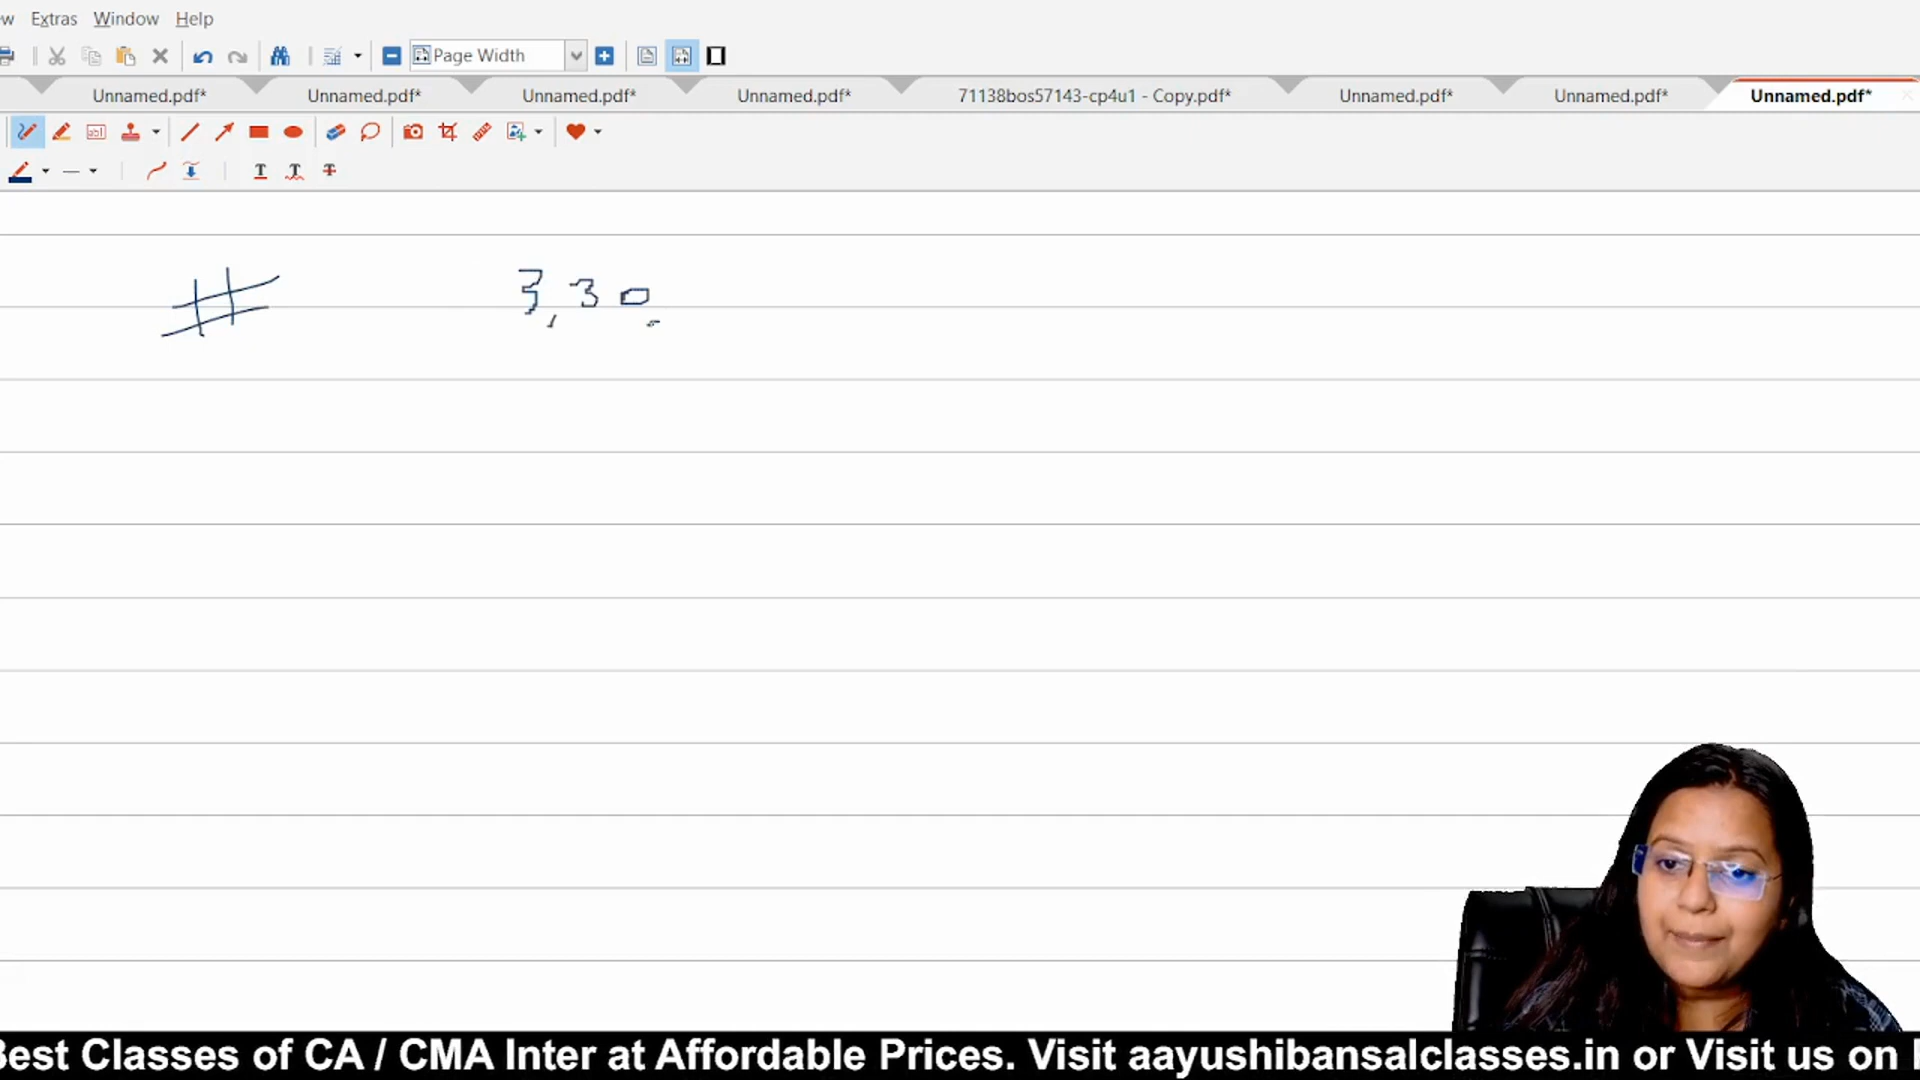 w Extras Window Help
Page Width
Unnamed.pdf* Unnamed.pdf* Unnamed.pdf* Unnamed.pdf* 71138bos57143-cp4u1 - Copy.pdf* Unnamed.pdf* Unnamed.pdf* Unnamed.pdf*
T T T
# 3,30,
Best Classes of CA / CMA Inter at Affordable Prices. Visit aayushibansalclasses.in or Visit us on